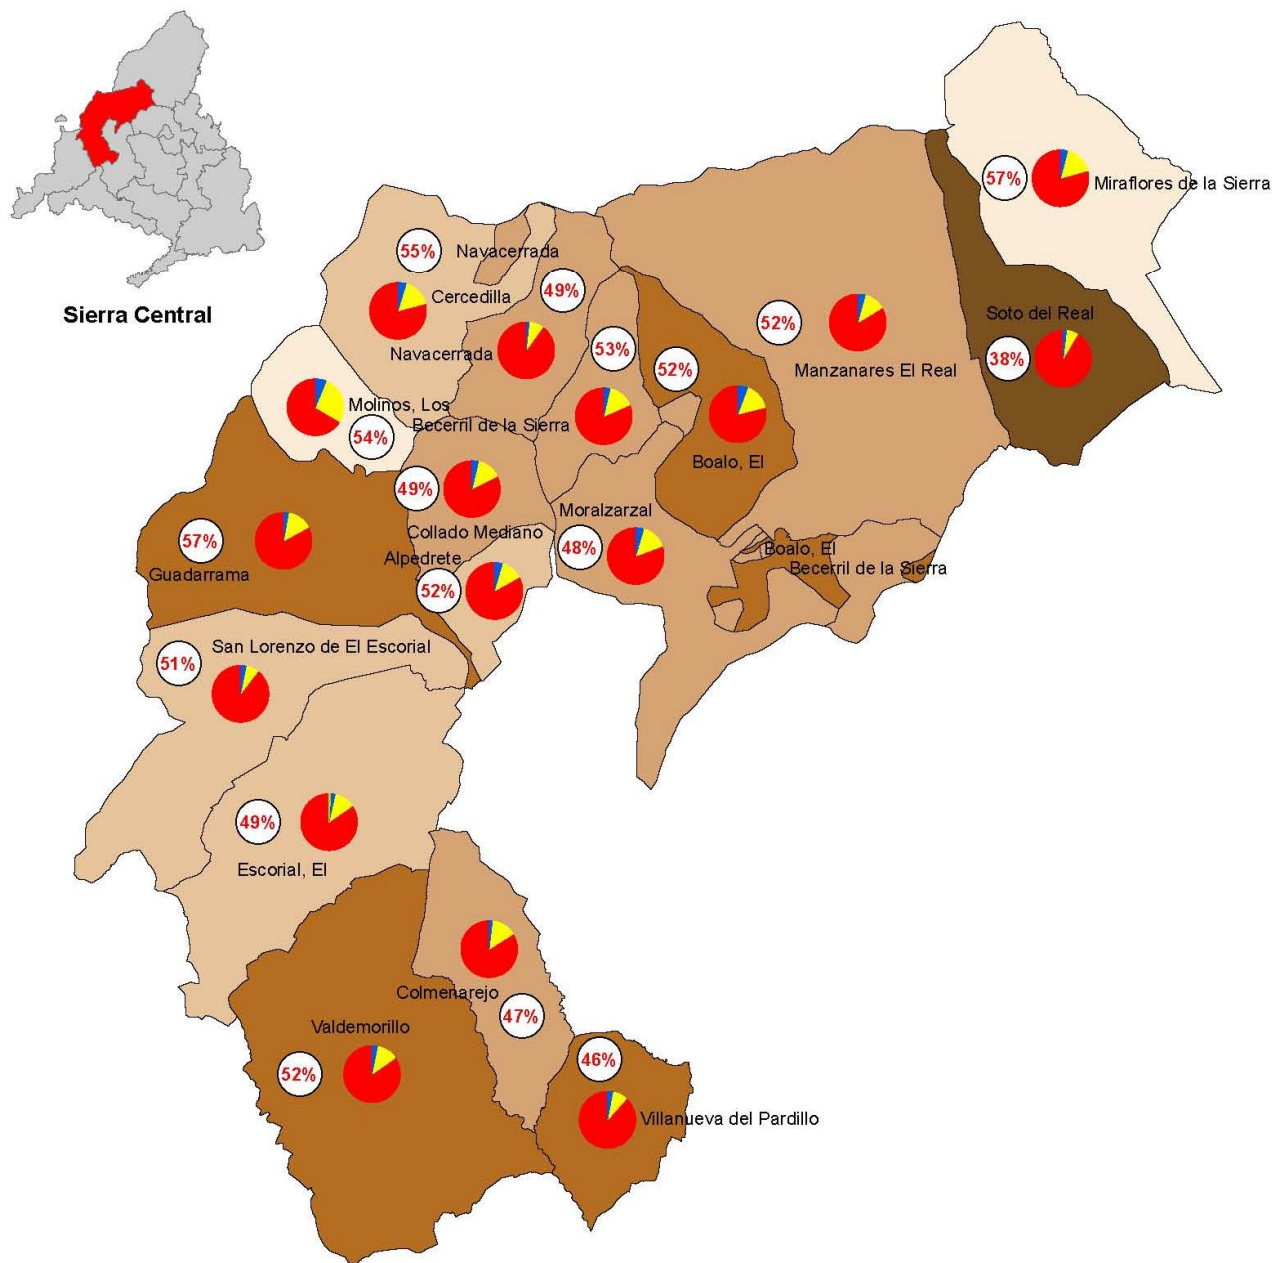 Sierra Central
57%
Miraflores de la Sierra
55%
Navacerrada
Cercedilla
49%
Soto del Real
38%
52%
Manzanares El Real
Navacerrada
53%
52%
Molinos, Los
Becerril de la Sierra
54%
Boalo, El
49%
Collado Mediano
Moralzarzal
48%
57%
Guadarrama
Alpedrete
52%
Boalo, El
Becerril de la Sierra
San Lorenzo de El Escorial
51%
49%
Escorial, El
Colmenarejo
47%
Valdemorillo
52%
46%
Villanueva del Pardillo